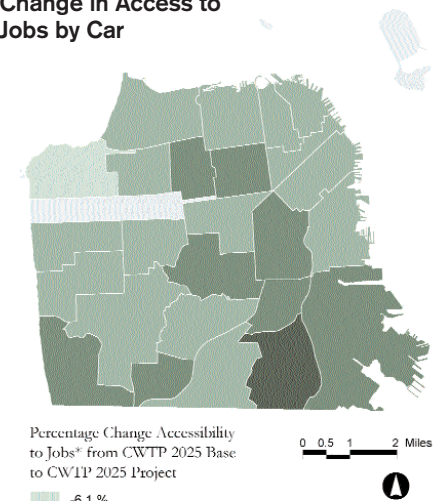 Change in Access to
Jobs by Car
Percentage Change Accessibility
to Jobs* from CWTP 2025 Base
to CWTP 2025 Project
0 0.5 1 2 Miles
-6.1 %